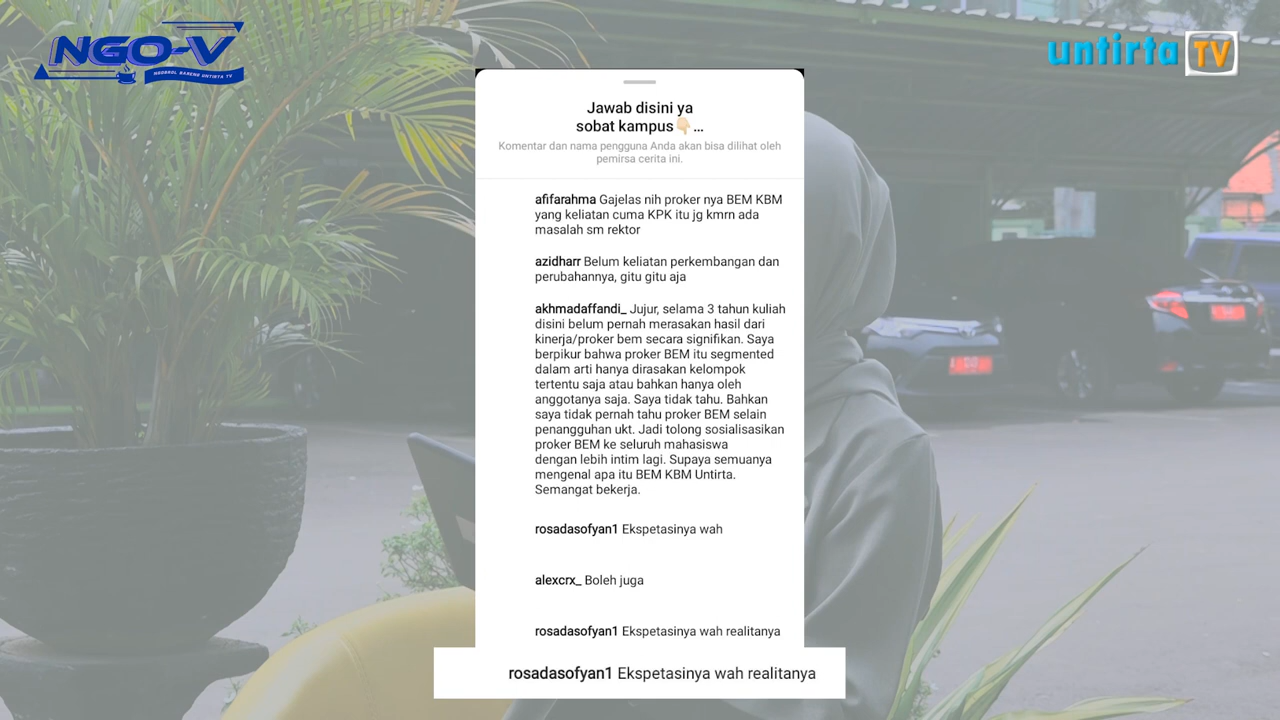 NGO-V
NGOBROL BARENG UNTIRTA TV
untirta TV
Jawab disini ya
sobat kampus👇🏻...
Komentar dan nama pengguna Anda akan bisa dilihat oleh
pemirsa cerita ini.
afifarahma Gajelas nih proker nya BEM KBM
yang keliatan cuma KPK itu jg kmrn ada
masalah sm rektor
azidharr Belum keliatan perkembangan dan
perubahannya, gitu gitu aja
akhmadaffandi_ Jujur, selama 3 tahun kuliah
disini belum pernah merasakan hasil dari
kinerja/proker bem secara signifikan. Saya
berpikur bahwa proker BEM itu segmented
dalam arti hanya dirasakan kelompok
tertentu saja atau bahkan hanya oleh
anggotanya saja. Saya tidak tahu. Bahkan
saya tidak pernah tahu proker BEM selain
penangguhan ukt. Jadi tolong sosialisasikan
proker BEM ke seluruh mahasiswa
dengan lebih intim lagi. Supaya semuanya
mengenal apa itu BEM KBM Untirta.
Semangat bekerja.
rosadasofyan1 Ekspetasinya wah
alexcrx_ Boleh juga
rosadasofyan1 Ekspetasinya wah realitanya
rosadasofyan1 Ekspetasinya wah realitanya